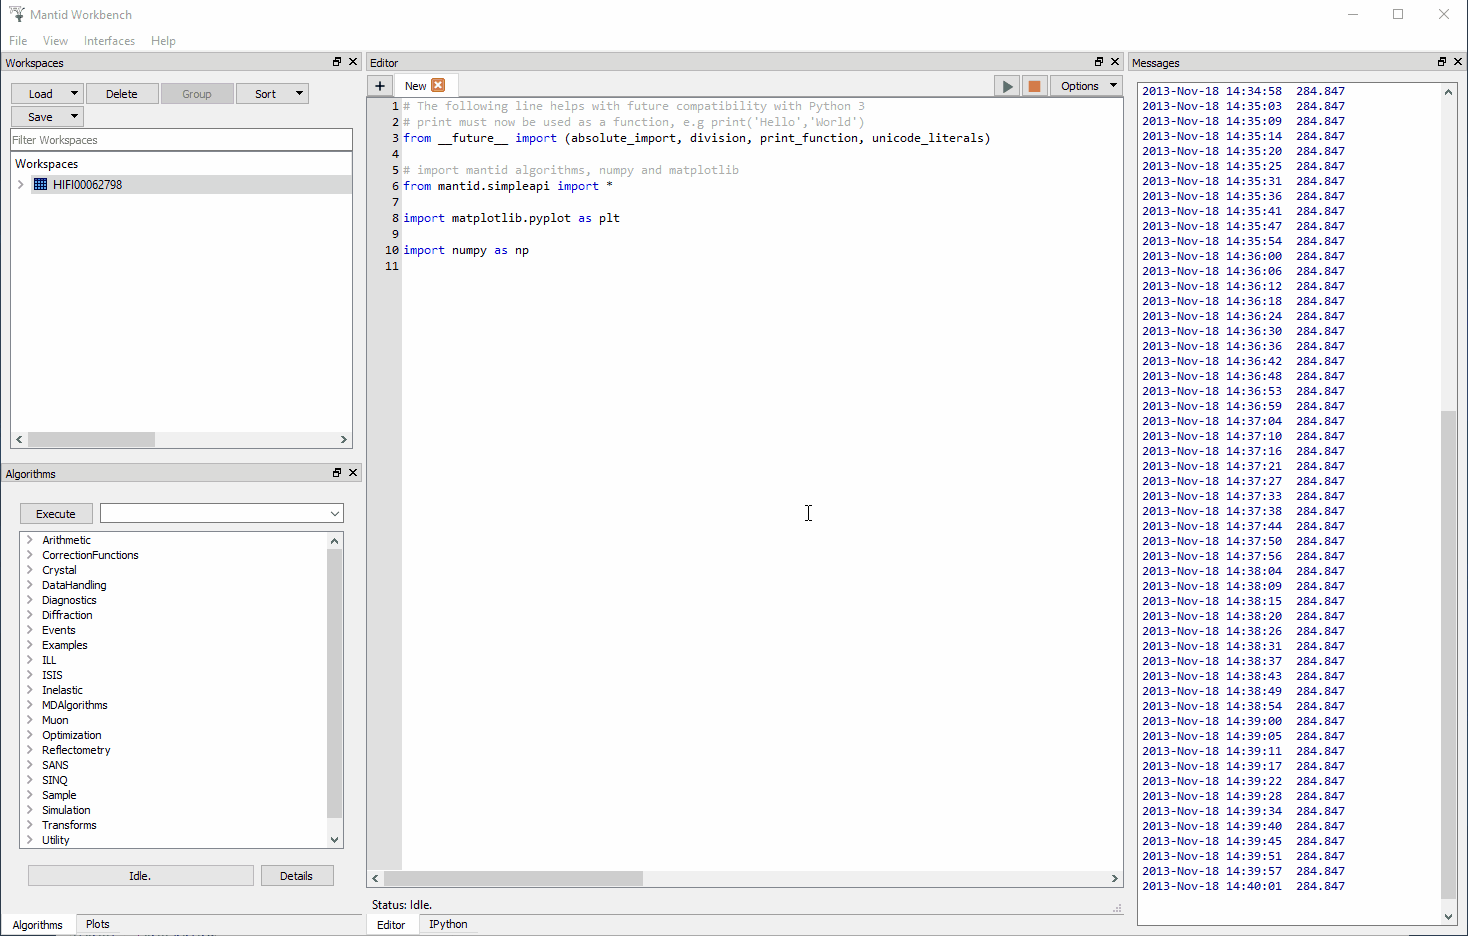 Mantid Workbench
File View Interfaces Help
Workspaces
Load Delete Group Sort
Save
Filter Workspaces
Workspaces
HIFI00062798
Algorithms
Execute
Arithmetic
CorrectionFunctions
Crystal
DataHandling
Diagnostics
Diffraction
Events
Examples
ILL
ISIS
Inelastic
MDAlgorithms
Muon
Optimization
Reflectometry
SANS
SINQ
Sample
Simulation
Transforms
Utility
Idle. Details
Algorithms Plots
Editor
+ New Options
1 # The following line helps with future compatibility with Python 3
2 # print must now be used as a function, e.g print('Hello','World')
3 from __future__ import (absolute_import, division, print_function, unicode_literals)
4
5 # import mantid algorithms, numpy and matplotlib
6 from mantid.simpleapi import *
7
8 import matplotlib.pyplot as plt
9
10 import numpy as np
11
Status: Idle.
Editor IPython
Messages
2013-Nov-18 14:34:58 284.847
2013-Nov-18 14:35:03 284.847
2013-Nov-18 14:35:09 284.847
2013-Nov-18 14:35:14 284.847
2013-Nov-18 14:35:20 284.847
2013-Nov-18 14:35:25 284.847
2013-Nov-18 14:35:31 284.847
2013-Nov-18 14:35:36 284.847
2013-Nov-18 14:35:41 284.847
2013-Nov-18 14:35:47 284.847
2013-Nov-18 14:35:54 284.847
2013-Nov-18 14:36:00 284.847
2013-Nov-18 14:36:06 284.847
2013-Nov-18 14:36:12 284.847
2013-Nov-18 14:36:18 284.847
2013-Nov-18 14:36:24 284.847
2013-Nov-18 14:36:30 284.847
2013-Nov-18 14:36:36 284.847
2013-Nov-18 14:36:42 284.847
2013-Nov-18 14:36:48 284.847
2013-Nov-18 14:36:53 284.847
2013-Nov-18 14:36:59 284.847
2013-Nov-18 14:37:04 284.847
2013-Nov-18 14:37:10 284.847
2013-Nov-18 14:37:16 284.847
2013-Nov-18 14:37:21 284.847
2013-Nov-18 14:37:27 284.847
2013-Nov-18 14:37:33 284.847
2013-Nov-18 14:37:38 284.847
2013-Nov-18 14:37:44 284.847
2013-Nov-18 14:37:50 284.847
2013-Nov-18 14:37:56 284.847
2013-Nov-18 14:38:04 284.847
2013-Nov-18 14:38:09 284.847
2013-Nov-18 14:38:15 284.847
2013-Nov-18 14:38:20 284.847
2013-Nov-18 14:38:26 284.847
2013-Nov-18 14:38:31 284.847
2013-Nov-18 14:38:37 284.847
2013-Nov-18 14:38:43 284.847
2013-Nov-18 14:38:49 284.847
2013-Nov-18 14:38:54 284.847
2013-Nov-18 14:39:00 284.847
2013-Nov-18 14:39:05 284.847
2013-Nov-18 14:39:11 284.847
2013-Nov-18 14:39:17 284.847
2013-Nov-18 14:39:22 284.847
2013-Nov-18 14:39:28 284.847
2013-Nov-18 14:39:34 284.847
2013-Nov-18 14:39:40 284.847
2013-Nov-18 14:39:45 284.847
2013-Nov-18 14:39:51 284.847
2013-Nov-18 14:39:57 284.847
2013-Nov-18 14:40:01 284.847